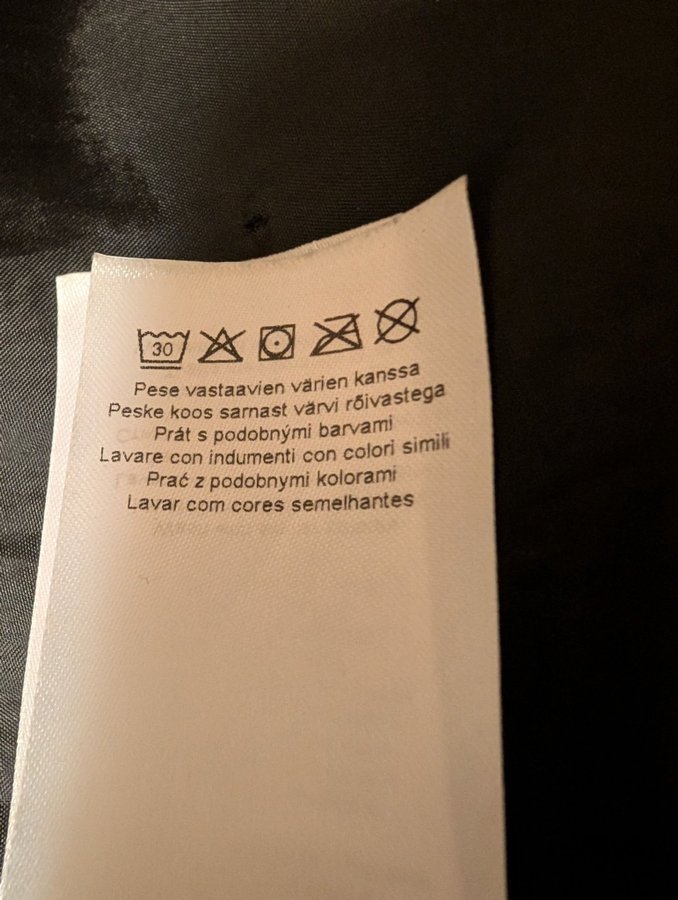 30
Pese vastaavien värien kanssa
Peske koos sarnast värvi rõivastega
Prát s podobnými barvami
Lavare con indumenti con colori simili
Prać z podobnymi kolorami
Lavar com cores semelhantes